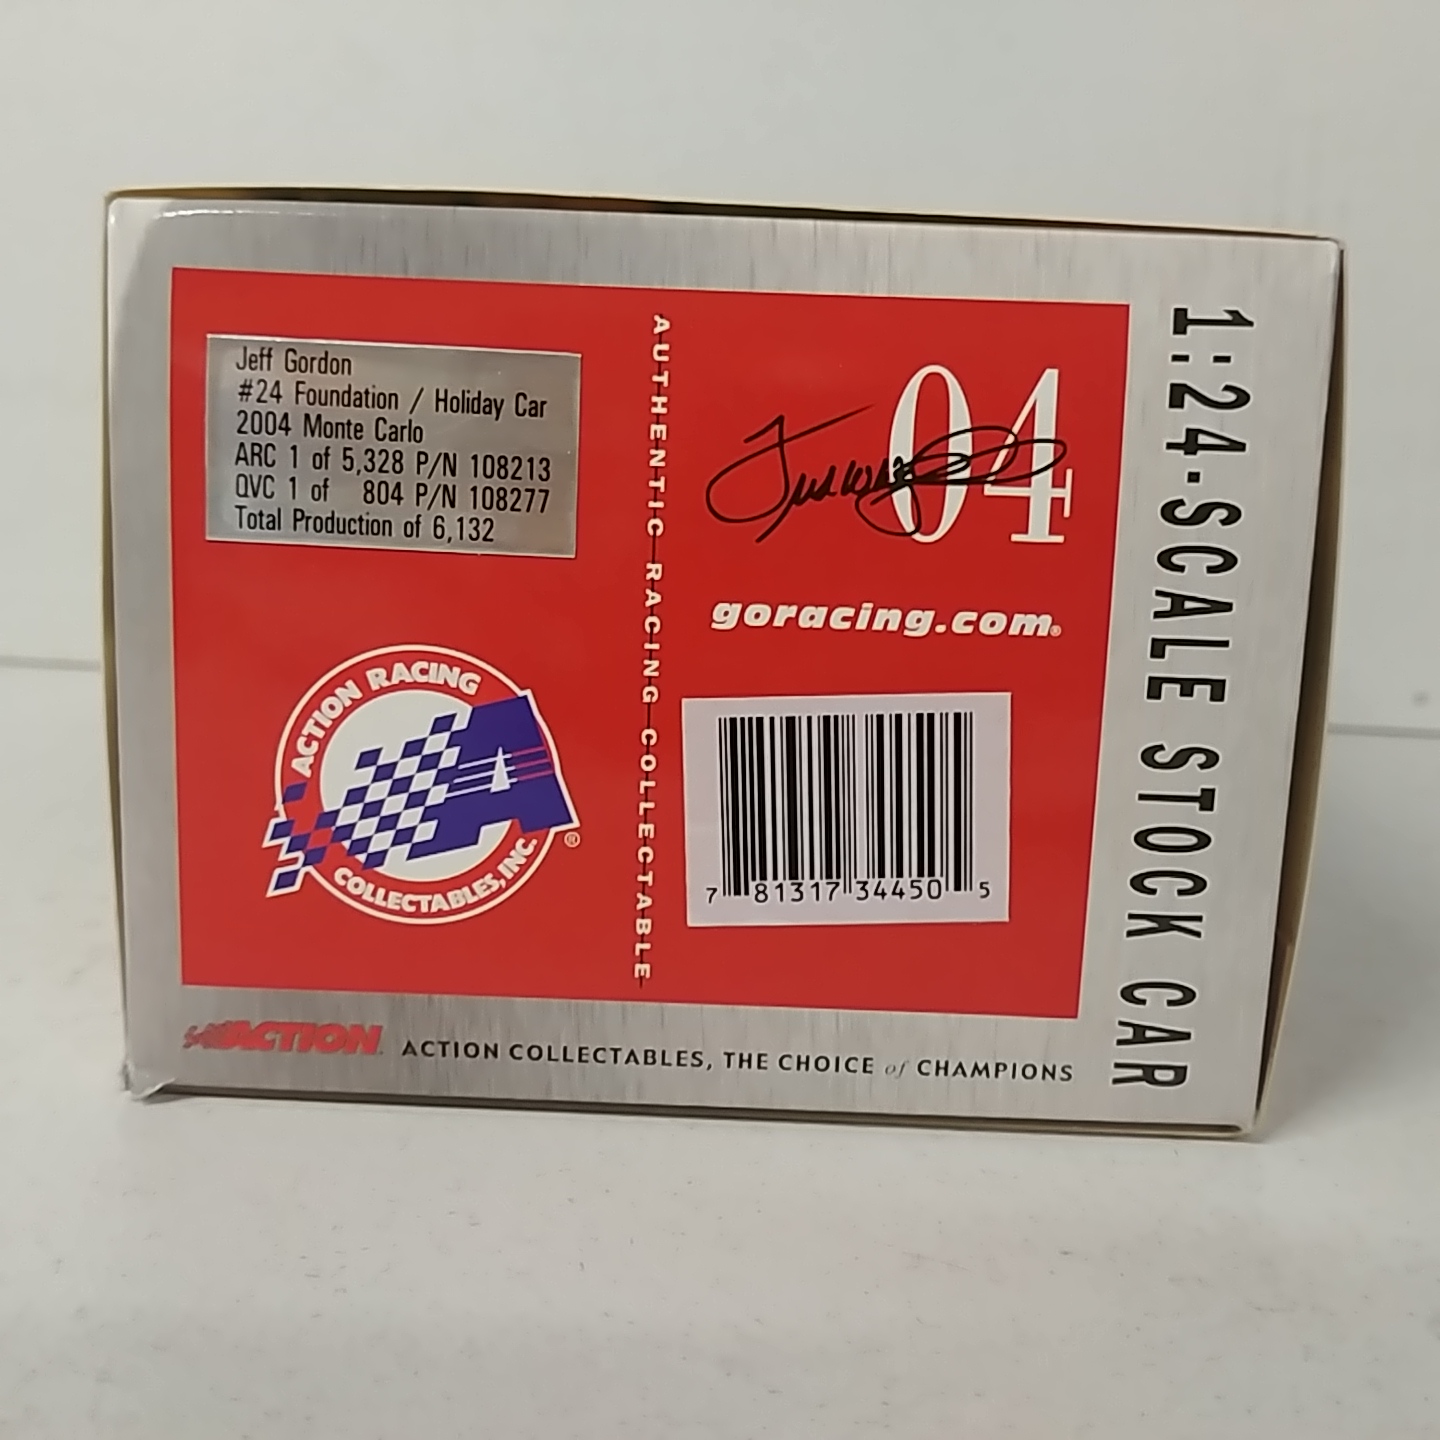 Jeff Gordon
#24 Foundation / Holiday Car
2004 Monte Carlo
ARC 1 of 5,328 P/N 108213
QVC 1 of 804 P/N 108277
Total Production of 6,132
ACTION RACING
COLLECTABLES, INC.
®
AUTHENTIC RACING COLLECTABLE
04
goracing.com®
7 81317 34450 5
1:24-SCALE STOCK CAR
ACTION
ACTION COLLECTABLES, THE CHOICE of CHAMPIONS